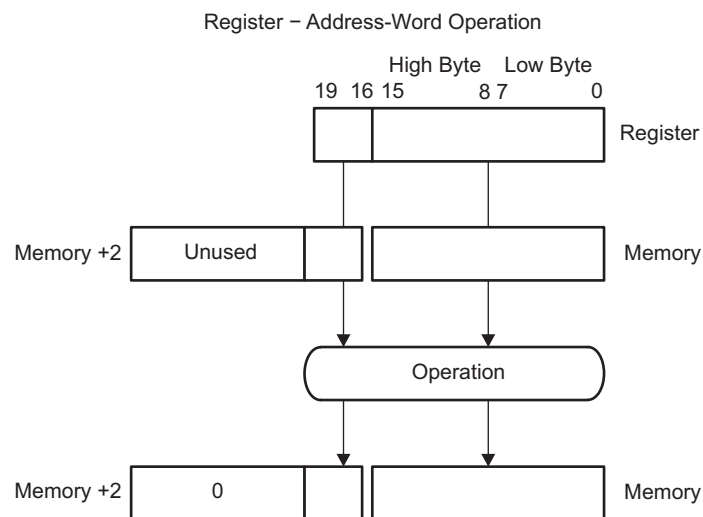 Register − Address-Word Operation
High Byte Low Byte
19 16 15 8 7 0
Register
Memory +2 Unused Memory
Operation
Memory +2 0 Memory